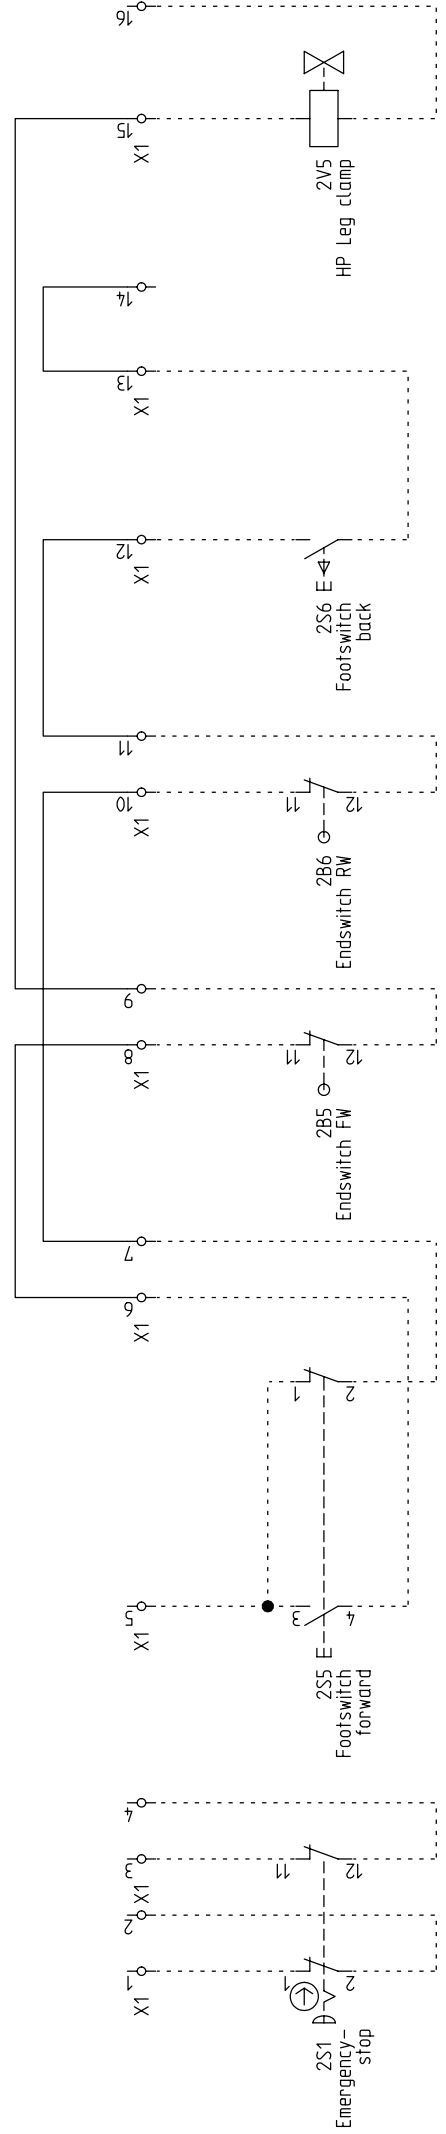 16
15
X1
2V5
HP Leg clamp
14
13
X1
12
X1
2S6
Footswitch
back
11
10
X1
11
12
2B6
Endswitch RW
9
8
X1
11
12
2B5
Endswitch FW
7
6
X1
1
2
5
X1
3
4
2S5
Footswitch
forward
4
3
X1
11
12
2
1
X1
1
2
2S1
Emergency-
stop